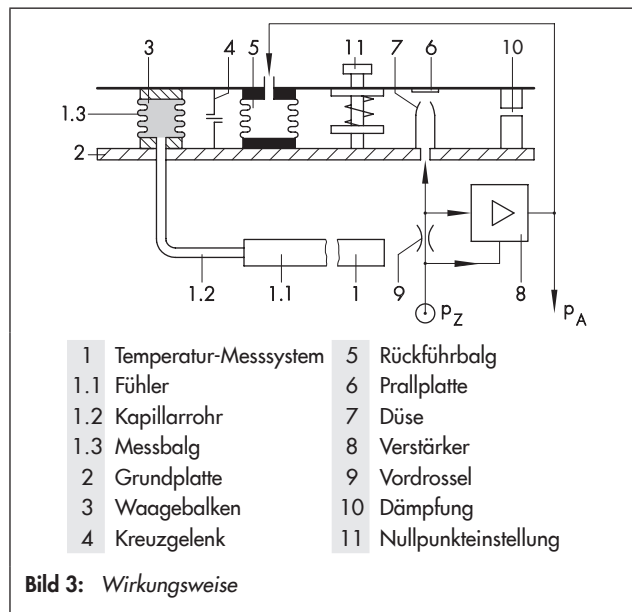 3 4 5 11 7 6 10
1.3
2
1.2 1.1 1 9 8
pZ pA
1 Temperatur-Messsystem
1.1 Fühler
1.2 Kapillarrohr
1.3 Messbalg
2 Grundplatte
3 Waagebalken
4 Kreuzgelenk
5 Rückführbalg
6 Prallplatte
7 Düse
8 Verstärker
9 Vordrossel
10 Dämpfung
11 Nullpunkteinstellung
Bild 3: Wirkungsweise